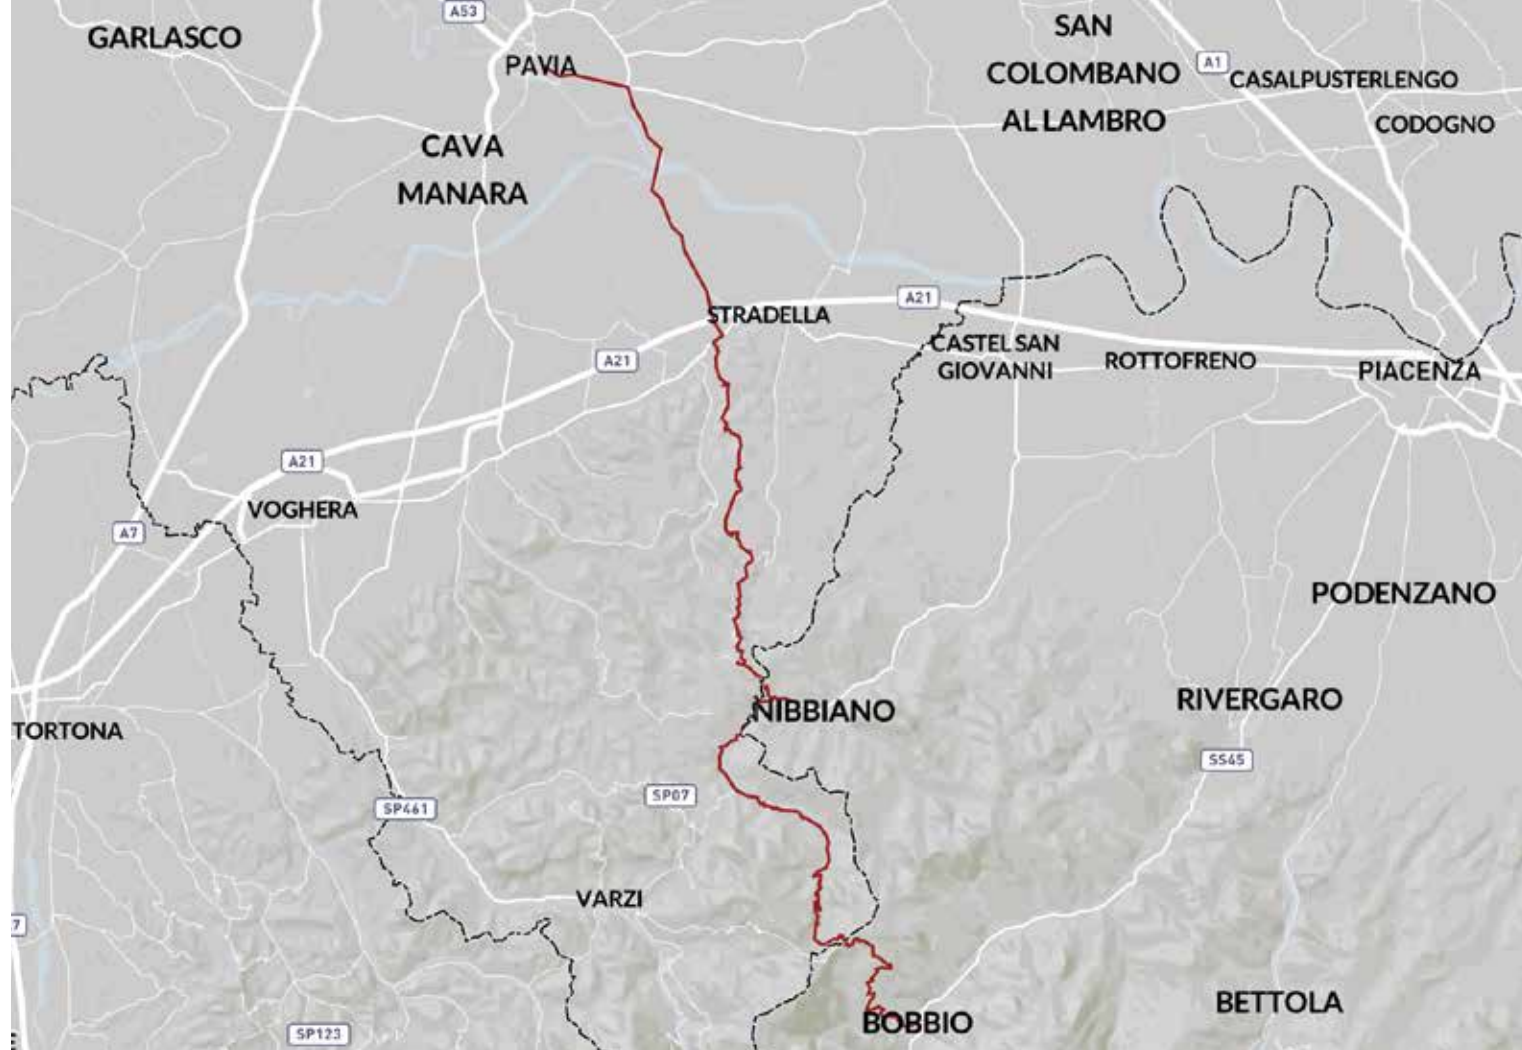 A53
GARLASCO
PAVIA
SAN
COLOMBANO
AL LAMBRO
A1
CASALPUSTERLENGO
CODOGNO
CAVA
MANARA
STRADELLA
A21
CASTEL SAN
GIOVANNI
ROTTOFRENO
PIACENZA
A21
A21
VOGHERA
A7
PODENZANO
NIBBIANO
RIVERGARO
TORTONA
SS45
SP461
SP07
VARZI
7
BOBBIO
BETTOLA
SP123
E